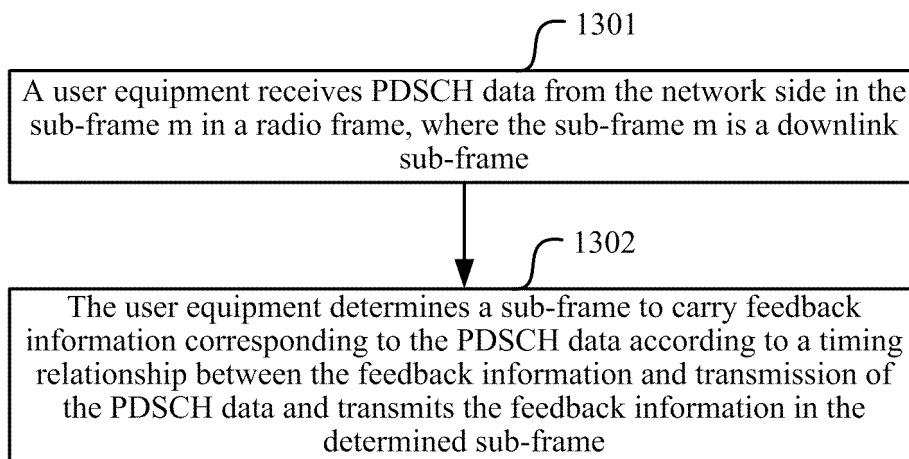 1301
A user equipment receives PDSCH data from the network side in the
sub-frame m in a radio frame, where the sub-frame m is a downlink
sub-frame
1302
The user equipment determines a sub-frame to carry feedback
information corresponding to the PDSCH data according to a timing
relationship between the feedback information and transmission of
the PDSCH data and transmits the feedback information in the
determined sub-frame